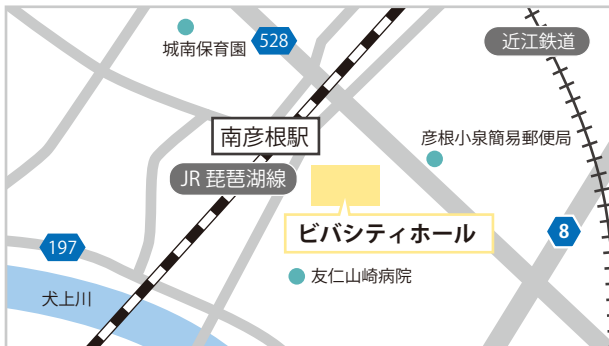 城南保育園
528
近江鉄道
南彦根駅
彦根小泉簡易郵便局
JR 琵琶湖線
ビバシティホール
8
197
友仁山崎病院
犬上川